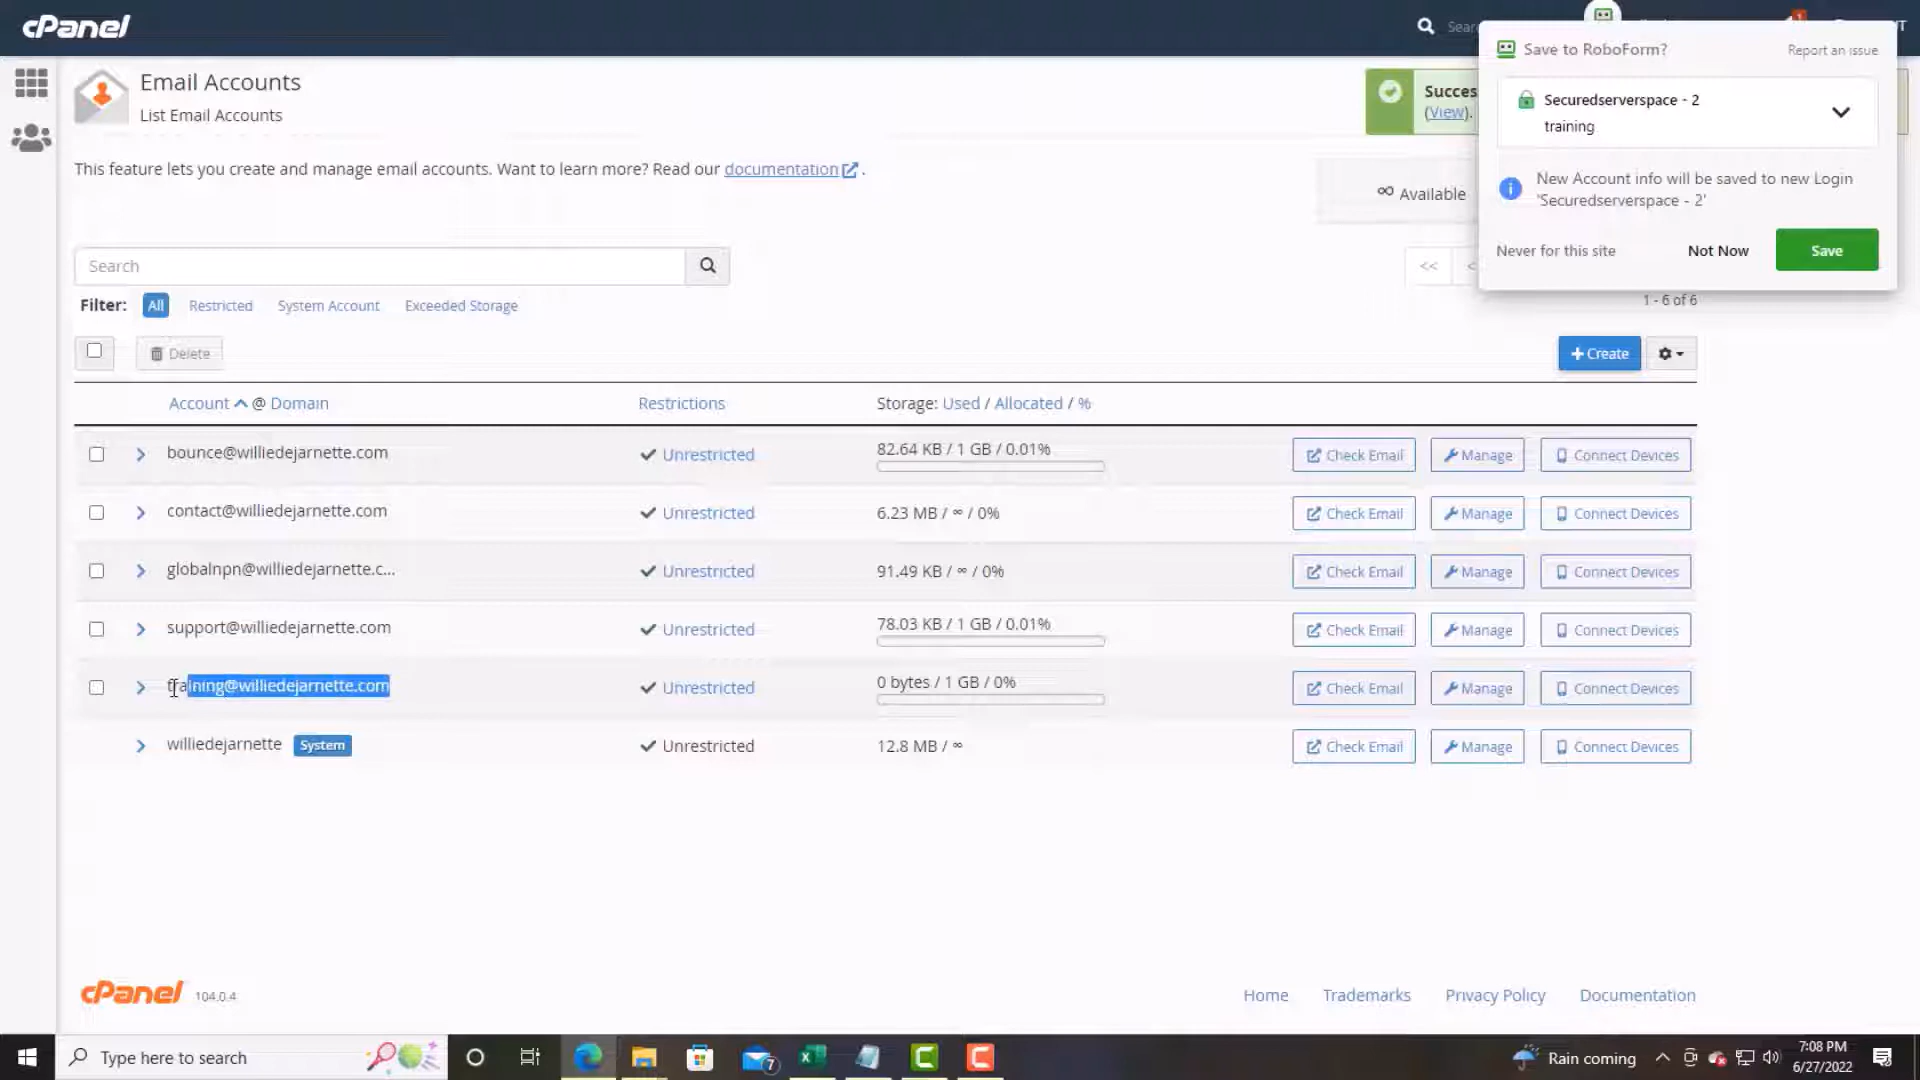 cPanel
Sear
1
T
Email Accounts
List Email Accounts
Succes
(View).
Save to RoboForm?
Report an issue
Securedserverspace - 2
training
New Account info will be saved to new Login
'Securedserverspace - 2'
Never for this site
Not Now
Save
This feature lets you create and manage email accounts. Want to learn more? Read our documentation .
∞ Available
Search
<<
<
1 - 6 of 6
Filter: All Restricted System Account Exceeded Storage
Delete
+ Create
Account @ Domain Restrictions Storage: Used / Allocated / %
bounce@williedejarnette.com Unrestricted 82.64 KB / 1 GB / 0.01% Check Email Manage Connect Devices
contact@williedejarnette.com Unrestricted 6.23 MB / ∞ / 0% Check Email Manage Connect Devices
globalnpn@williedejarnette.c... Unrestricted 91.49 KB / ∞ / 0% Check Email Manage Connect Devices
support@williedejarnette.com Unrestricted 78.03 KB / 1 GB / 0.01% Check Email Manage Connect Devices
training@williedejarnette.com Unrestricted 0 bytes / 1 GB / 0% Check Email Manage Connect Devices
williedejarnette System Unrestricted 12.8 MB / ∞ Check Email Manage Connect Devices
cPanel 104.0.4
Home Trademarks Privacy Policy Documentation
Type here to search
7
Rain coming
7:08 PM
6/27/2022